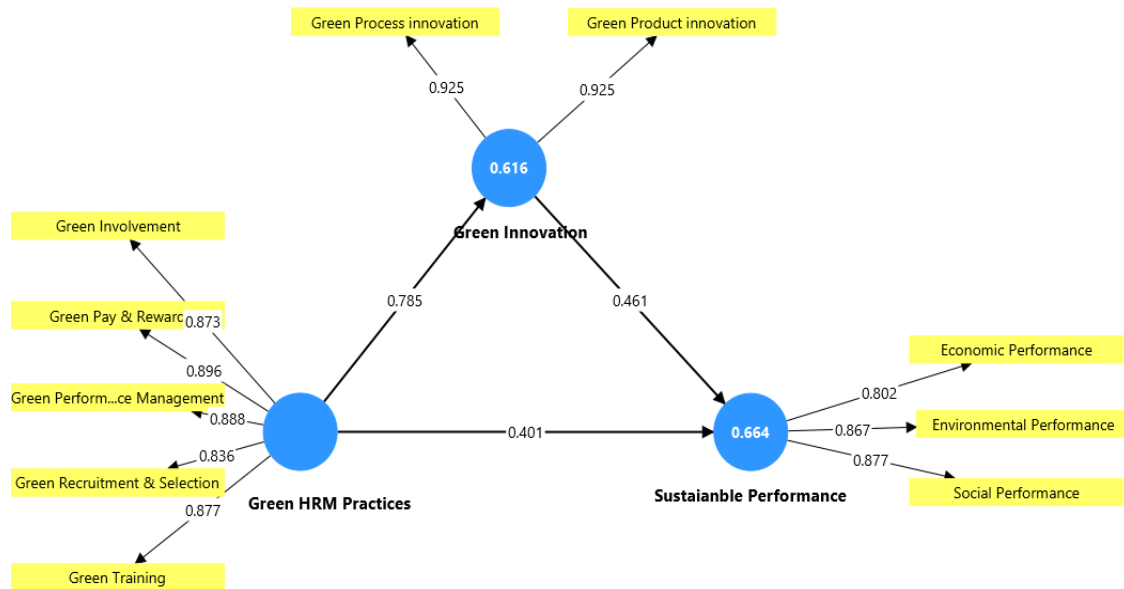 Green Process innovation
Green Product innovation
0.925
0.925
0.616
Green Innovation
Green Involvement
Green Pay & Reward
0.873
0.896
Green Perform...ce Management
0.888
0.836
Green Recruitment & Selection
0.877
Green Training
Green HRM Practices
0.785
0.461
0.401
0.664
Sustaianble Performance
Economic Performance
0.802
Environmental Performance
0.867
0.877
Social Performance